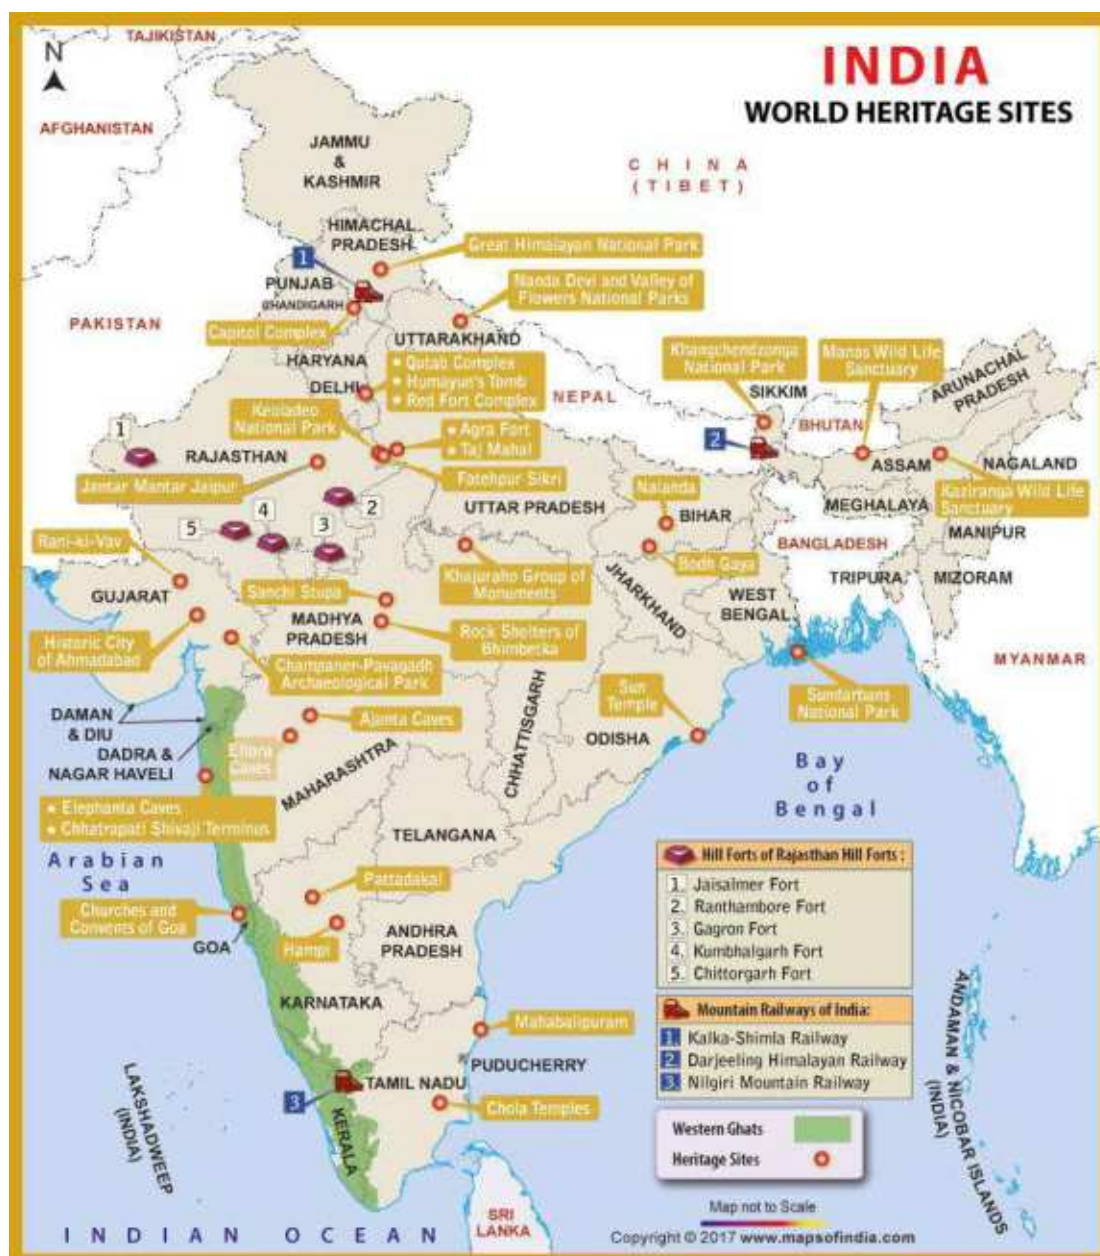 INDIA
WORLD HERITAGE SITES
N
TAJIKISTAN
AFGHANISTAN
JAMMU
&
KASHMIR
C H I N A
(TIBET)
HIMACHAL
PRADESH
Great Himalayan National Park
1
PUNJAB
CHANDIGARH
Nanda Devi and Valley of
Flowers National Parks
PAKISTAN
Capitol Complex
UTTARAKHAND
HARYANA
DELHI
Qutab Complex
Humayun's Tomb
Red Fort Complex
NEPAL
Khangchendzonga
National Park
SIKKIM
Manas Wild Life
Sanctuary
ARUNACHAL
PRADESH
BHUTAN
2
Keoladeo
National Park
Agra Fort
Taj Mahal
1
RAJASTHAN
Jantar Mantar Jaipur
Fatehpur Sikri
ASSAM
NAGALAND
Kaziranga Wild Life
Sanctuary
MEGHALAYA
MANIPUR
Nalanda
UTTAR PRADESH
BIHAR
2
5
4
3
Rani-ki-Vav
BANGLADESH
Bodh Gaya
Khajuraho Group of
Monuments
JHARKHAND
TRIPURA
MIZORAM
WEST
BENGAL
GUJARAT
Sanchi Stupa
MADHYA
PRADESH
Rock Shelters of
Bhimbetka
Historic City
of Ahmadabad
Champaner-Pavagadh
Archaeological Park
MYANMAR
Sun
Temple
Sundarbans
National Park
DAMAN
& DIU
DADRA &
NAGAR HAVELI
Ajanta Caves
Ellora
Caves
MAHARASHTRA
CHHATTISGARH
ODISHA
Bay
of
Bengal
Elephanta Caves
Chhatrapati Shivaji Terminus
TELANGANA
Arabian
Sea
Pattadakal
Churches and
Convents of Goa
GOA
Hampi
ANDHRA
PRADESH
KARNATAKA
Mahabalipuram
PUDUCHERRY
TAMIL NADU
3
Chola Temples
KERALA
LAKSHADWEEP
(INDIA)
SRI
LANKA
INDIAN OCEAN
ANDAMAN & NICOBAR ISLANDS
(INDIA)
Hill Forts of Rajasthan Hill Forts :
1. Jaisalmer Fort
2. Ranthambore Fort
3. Gagron Fort
4. Kumbhalgarh Fort
5. Chittorgarh Fort
Mountain Railways of India:
1 Kalka-Shimla Railway
2 Darjeeling Himalayan Railway
3 Nilgiri Mountain Railway
Western Ghats
Heritage Sites
Map not to Scale
Copyright © 2017 www.mapsofindia.com